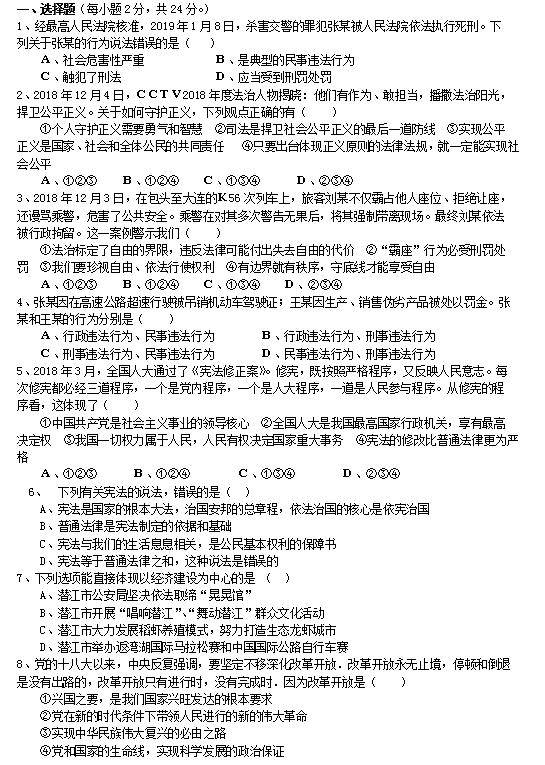 一、选择题(每小题2分,共24分。)
1、经最高人民法院核准,2019年1月8日,杀害交警的罪犯张某被人民法院依法执行死刑。下
列关于张某的行为说法错误的是(  )
A、社会危害性严重 B、是典型的民事违法行为
C、触犯了刑法 D、应当受到刑罚处罚
2、2018年12月4日,CCTV2018年度法治人物揭晓:他们有作为、敢担当,播撒法治阳光,
捍卫公平正义。关于如何守护正义,下列观点正确的有(  )
①个人守护正义需要勇气和智慧 ②司法是捍卫社会公平正义的最后一道防线 ③实现公平
正义是国家、社会和全体公民的共同责任 ④只要出台体现正义原则的法律法规,就一定能实现社
会公平
A、①②③ B、①②④ C、①③④ D、②③④
3、2018年12月3日,在包头至大连的K56次列车上,旅客刘某不仅霸占他人座位、拒绝让座,
还谩骂乘警,危害了公共安全。乘警在对其多次警告无果后,将其强制带离现场。最终刘某依法
被行政拘留。这一案例警示我们(  )
①法治标定了自由的界限,违反法律可能付出失去自由的代价 ②“霸座”行为必受刑罚处
罚 ③我们要珍视自由、依法行使权利 ④有边界就有秩序,守底线才能享受自由
A、①②③ B、①②④ C、①③④ D、②③④
4、张某因在高速公路超速行驶被吊销机动车驾驶证;王某因生产、销售伪劣产品被处以罚金。张
某和王某的行为分别是(  )
A、行政违法行为、民事违法行为 B、行政违法行为、刑事违法行为
C、刑事违法行为、民事违法行为 D、民事违法行为、刑事违法行为
5、2018年3月,全国人大通过了《宪法修正案》。修宪,既按照严格程序,又反映人民意志。每
次修宪都必经三道程序,一个是党内程序,一个是人大程序,一道是人民参与程序。从修宪的程
序看,这体现了(  )
①中国共产党是社会主义事业的领导核心 ②全国人大是我国最高国家行政机关,享有最高
决定权 ③我国一切权力属于人民,人民有权决定国家重大事务 ④宪法的修改比普通法律更为严
格
A、①②③ B、①②④ C、①③④ D、②③④
6、 下列有关宪法的说法,错误的是(  )
A、宪法是国家的根本大法,治国安邦的总章程,依法治国的核心是依宪治国
B、普通法律是宪法制定的依据和基础
C、宪法与我们的生活息息相关,是公民基本权利的保障书
D、宪法等于普通法律之和,这种说法是错误的
7、下列选项能直接体现以经济建设为中心的是 (  )
A、潜江市公安局坚决依法取缔“晃晃馆”
B、潜江市开展“唱响潜江”、“舞动潜江”群众文化活动
C、潜江市大力发展稻虾养殖模式,努力打造生态龙虾城市
D、潜江市举办返湾湖国际马拉松赛和中国国际公路自行车赛
8、党的十八大以来,中央反复强调,要坚定不移深化改革开放.改革开放永无止境,停顿和倒退
是没有出路的,改革开放只有进行时,没有完成时.因为改革开放是(  )
①兴国之要,是我们国家兴旺发达的根本要求
②党在新的时代条件下带领人民进行的新的伟大革命
③实现中华民族伟大复兴的必由之路
④党和国家的生命线,实现科学发展的政治保证